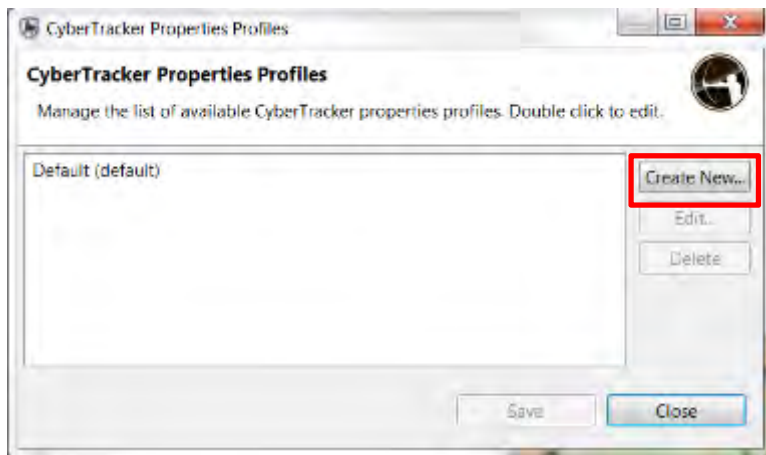 CyberTracker Properties Profiles
CyberTracker Properties Profiles
Manage the list of available CyberTracker properties profiles. Double click to edit.
Default (default)
Create New...
Edit...
Delete
Save
Close